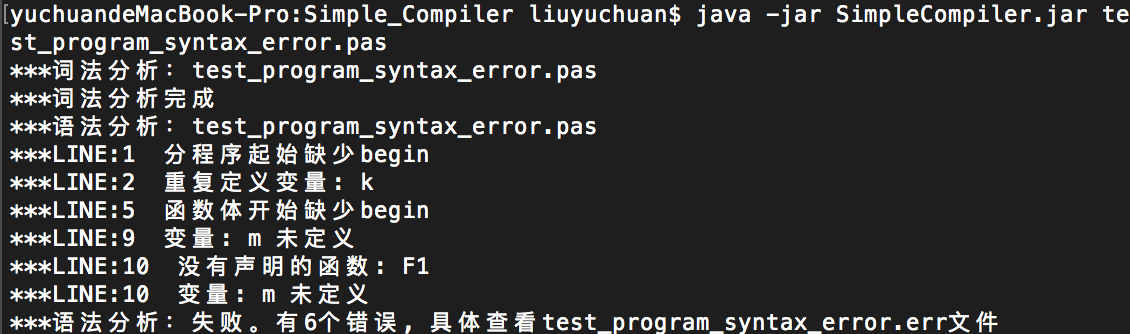 [yuchuandeMacBook-Pro:Simple_Compiler liuyuchuan$ java -jar SimpleCompiler.jar te
st_program_syntax_error.pas
***词法分析：test_program_syntax_error.pas
***词法分析完成
***语法分析：test_program_syntax_error.pas
***LINE:1  分程序起始缺少begin
***LINE:2  重复定义变量：k
***LINE:5  函数体开始缺少begin
***LINE:9  变量：m 未定义
***LINE:10  没有声明的函数：F1
***LINE:10  变量：m 未定义
***语法分析：失败。有6个错误，具体查看test_program_syntax_error.err文件